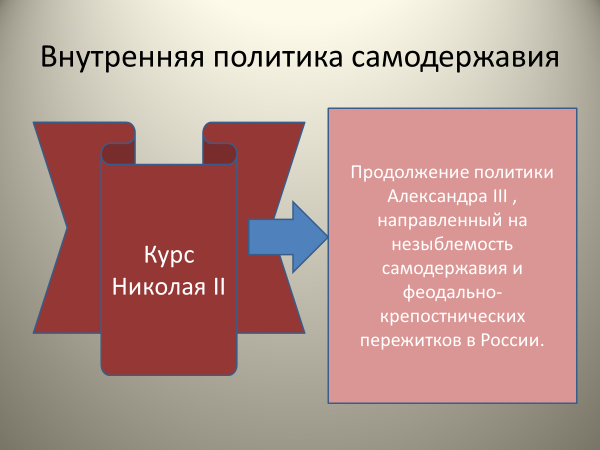 Внутренняя политика самодержавия
Курс
Николая II
Продолжение политики
Александра III ,
направленный на
незыблемость
самодержавия и
феодально-
крепостнических
пережитков в России.